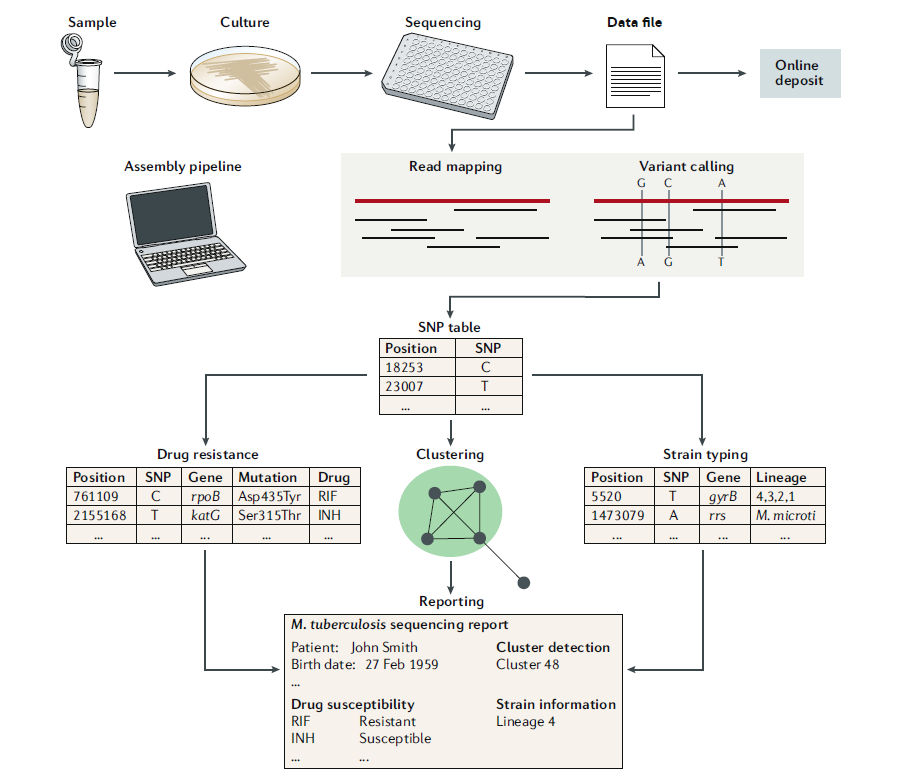 Sample
Culture
Sequencing
Data file
Online
deposit
Assembly pipeline
Read mapping
Variant calling
G C A
A G T
SNP table
Position SNP
18253 C
23007 T
... ...
Drug resistance
Position SNP Gene Mutation Drug
761109 C rpoB Asp435Tyr RIF
2155168 T katG Ser315Thr INH
... ... ... ... ...
Clustering
Strain typing
Position SNP Gene Lineage
5520 T gyrB 4,3,2,1
1473079 A rrs M. microti
... ... ... ...
Reporting
M. tuberculosis sequencing report
Patient: John Smith
Birth date: 27 Feb 1959
...
Cluster detection
Cluster 48
Drug susceptibility
RIF Resistant
INH Susceptible
... ...
Strain information
Lineage 4